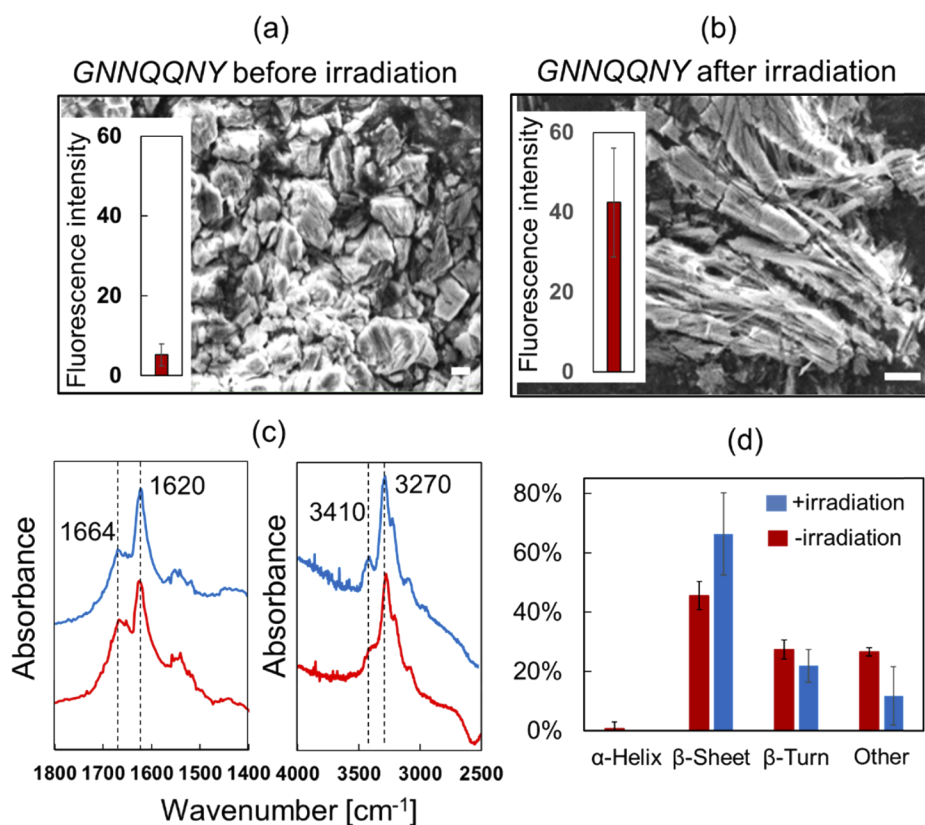 (a)
GNNQQNY before irradiation
Fluorescence intensity
60
40
20
0
(b)
GNNQQNY after irradiation
Fluorescence intensity
60
40
20
0
(c)
Absorbance
1664
1620
1800 1700 1600 1400
Absorbance
3410
3270
4000 3500 3000 2500
Wavenumber [cm⁻¹]
(d)
80%
60%
40%
20%
0%
+irradiation
-irradiation
α-Helix β-Sheet β-Turn Other